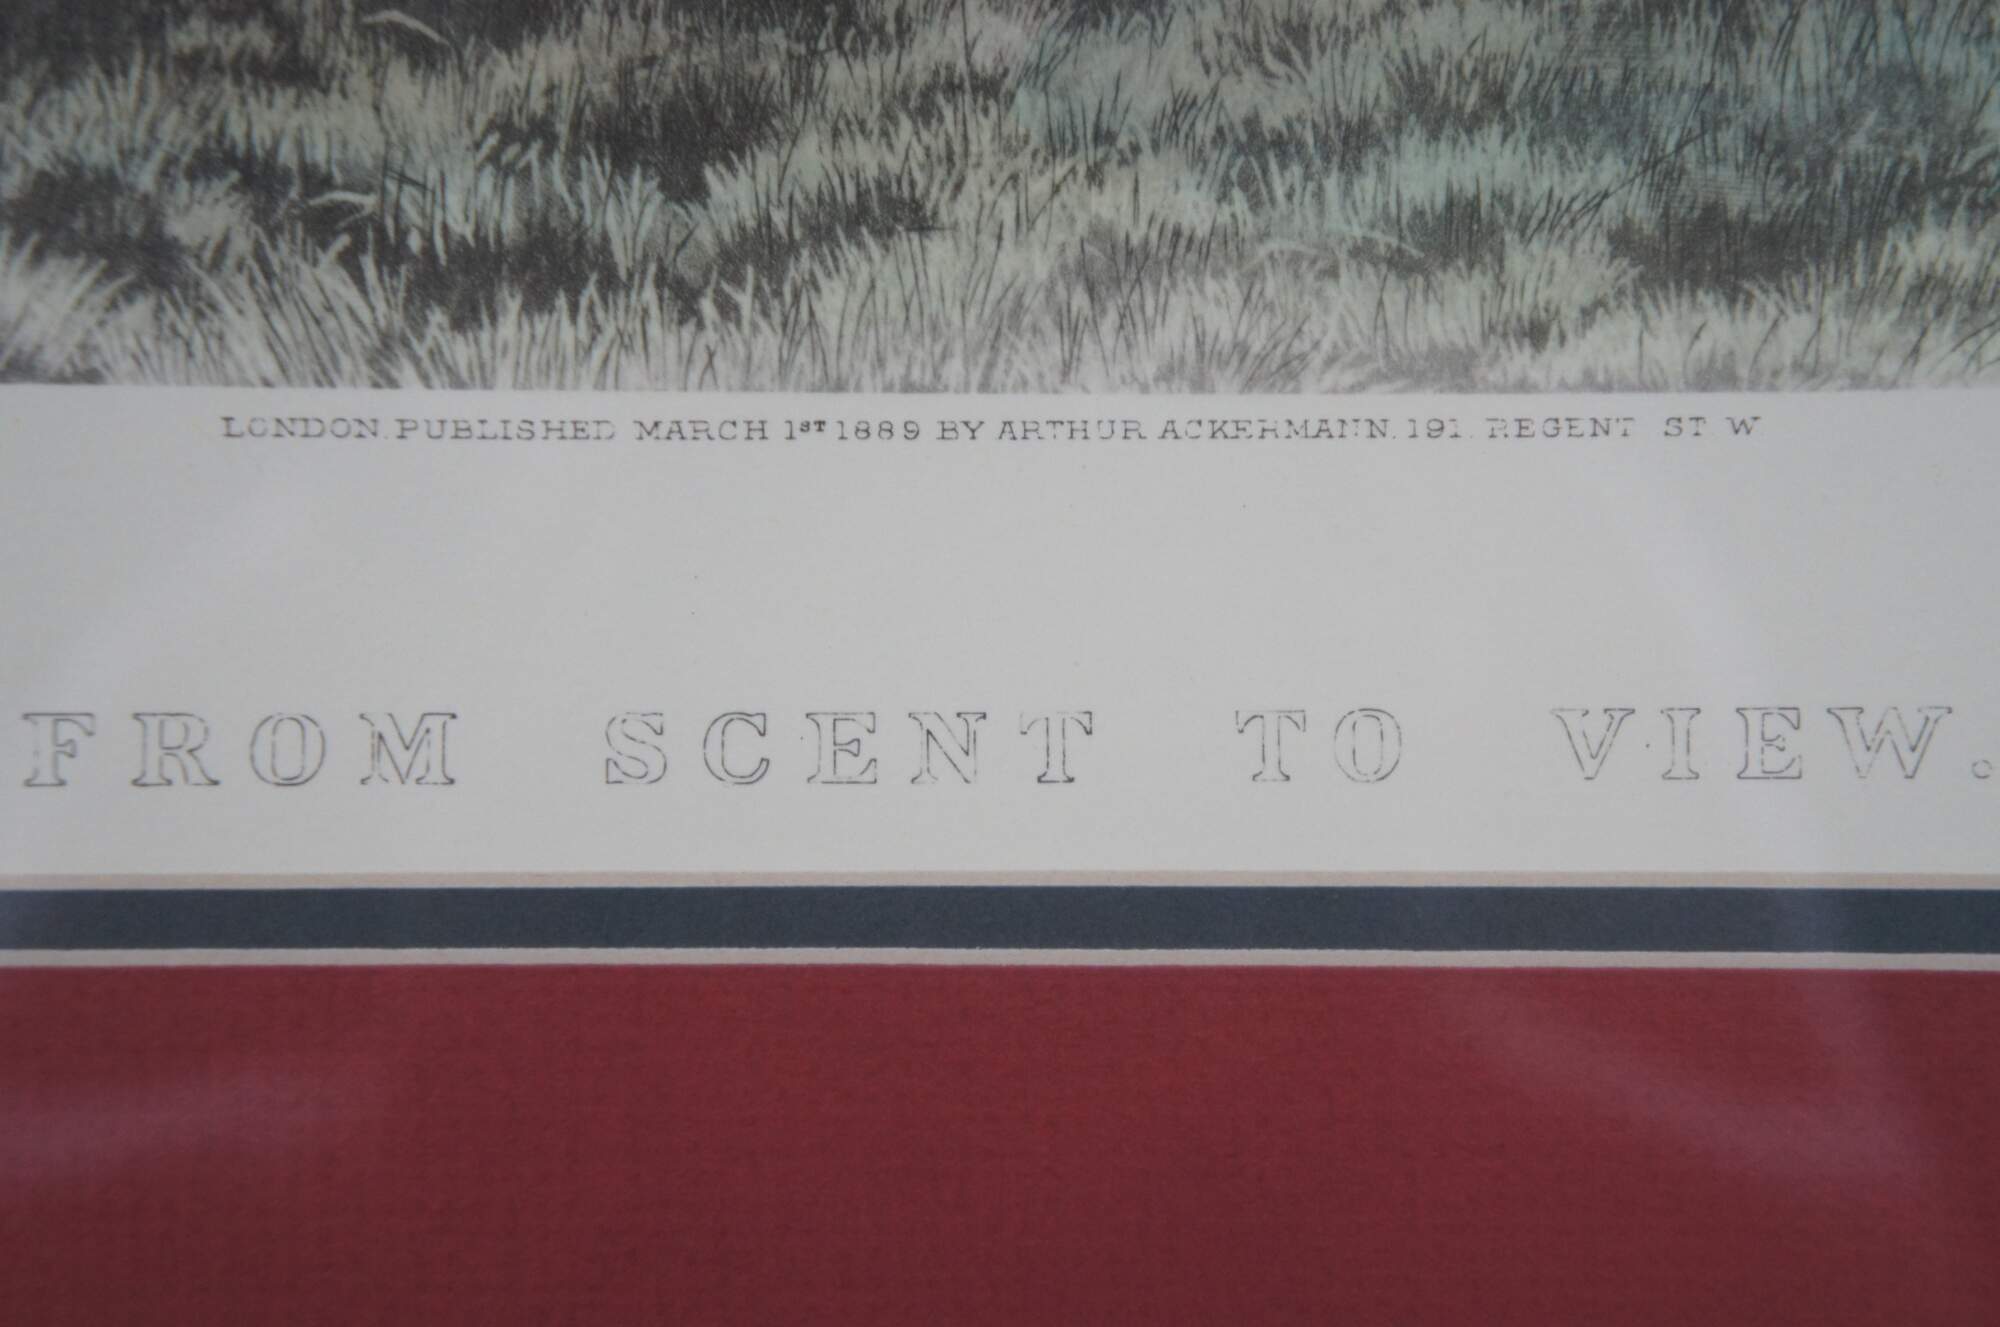 LONDON. PUBLISHED MARCH 1ST 1889 BY ARTHUR ACKERMANN. 191. REGENT ST W
FROM SCENT TO VIEW.